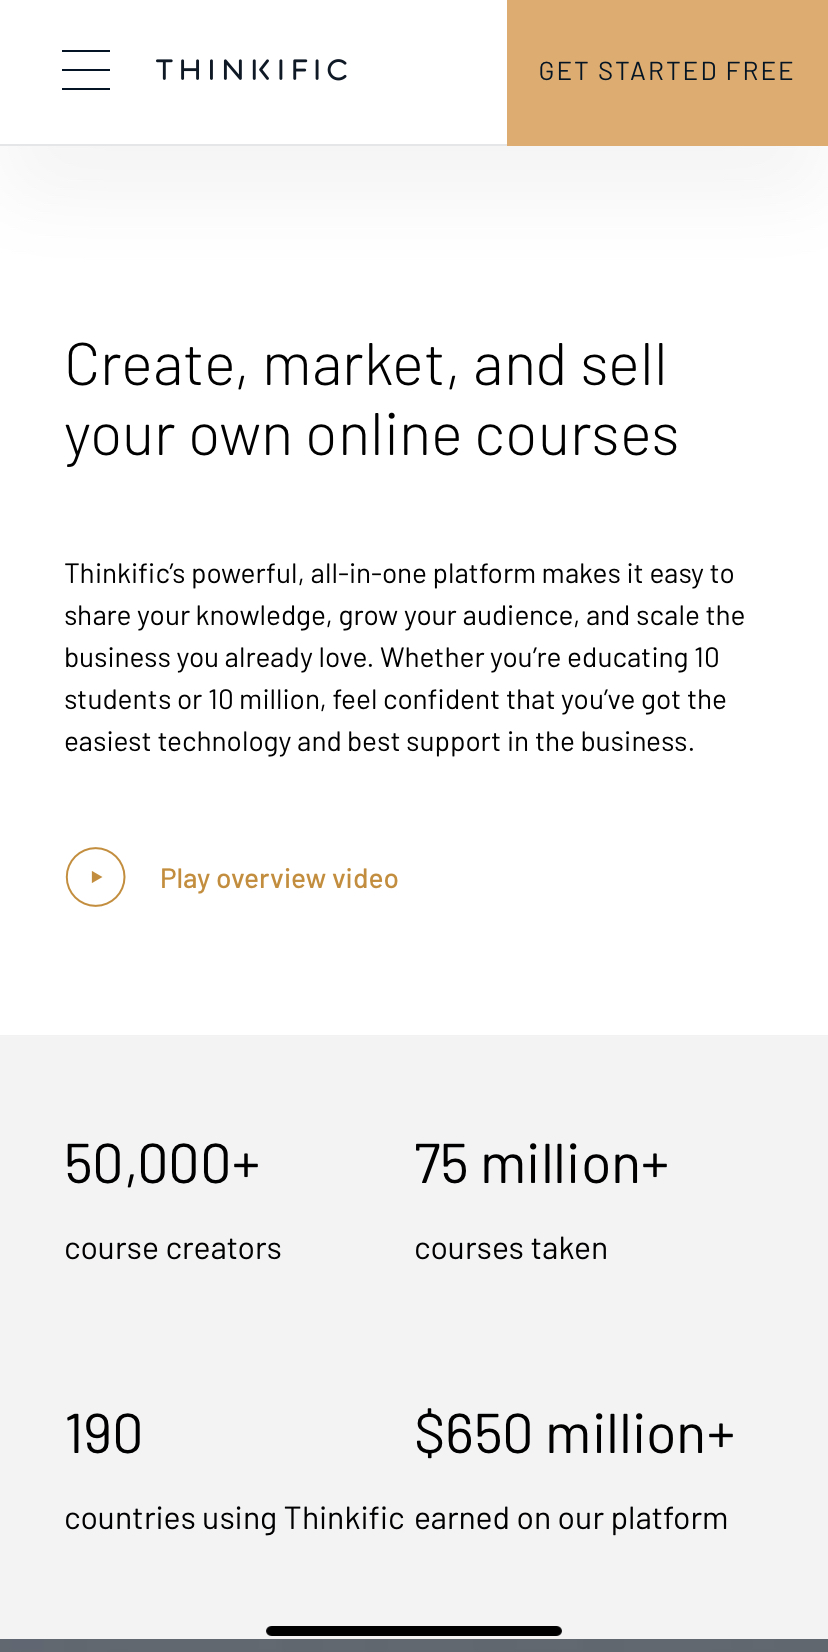 THINKIFIC
GET STARTED FREE
Create, market, and sell
your own online courses
Thinkific’s powerful, all-in-one platform makes it easy to
share your knowledge, grow your audience, and scale the
business you already love. Whether you’re educating 10
students or 10 million, feel confident that you’ve got the
easiest technology and best support in the business.
Play overview video
50,000+
course creators
75 million+
courses taken
190
countries using Thinkific
$650 million+
earned on our platform